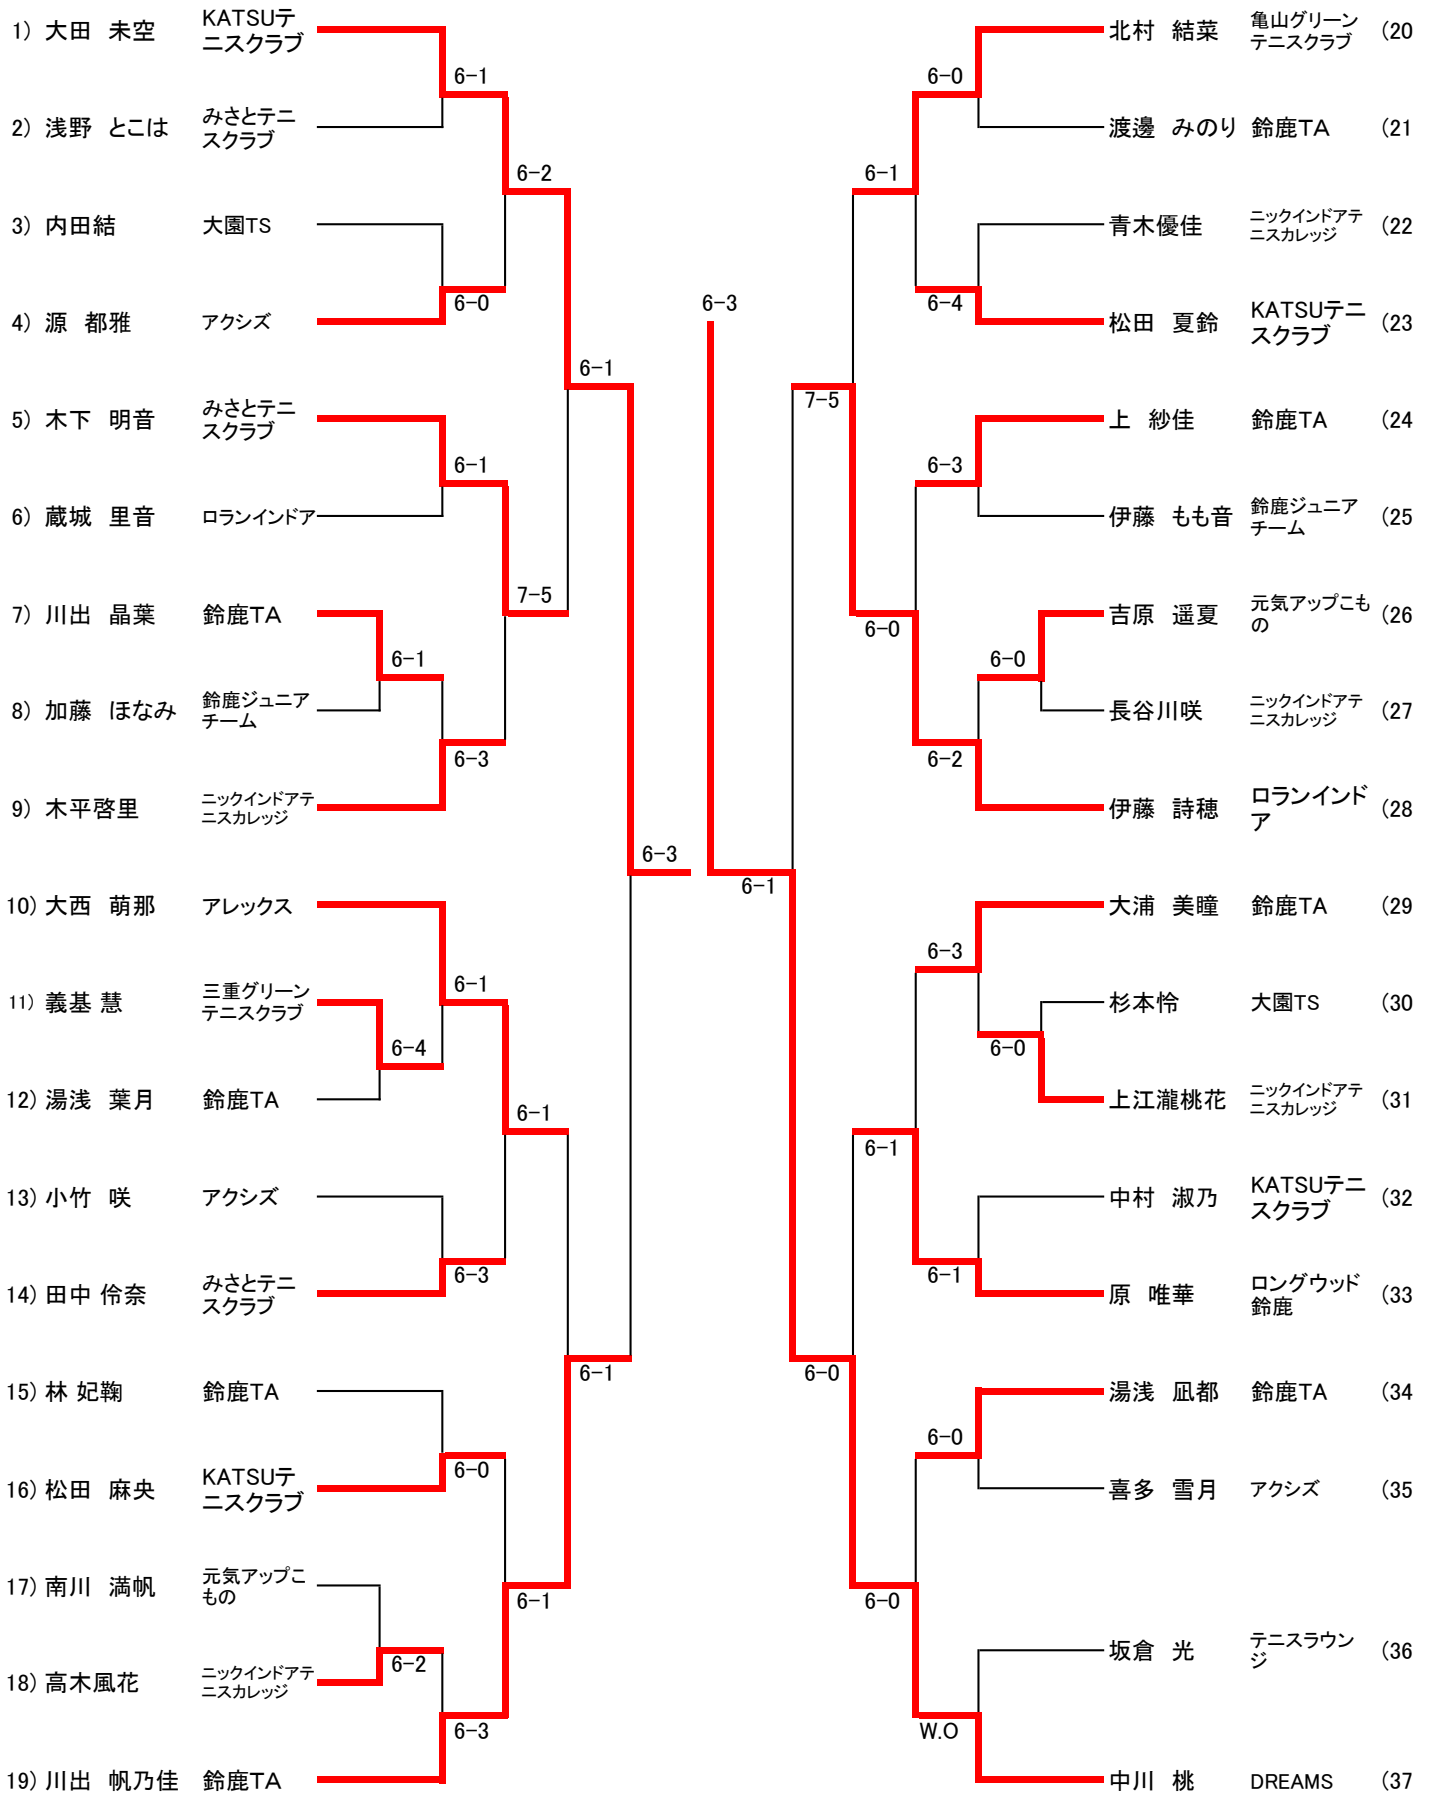 1) 大田 未空 KATSUテ
ニスクラブ
6-1
2) 浅野 とこは みさとテニ
スクラブ
6-2
3) 内田結 大園TS
6-0
4) 源 都雅 アクシズ
6-1
5) 木下 明音 みさとテニ
スクラブ
6-1
6) 蔵城 里音 ロランインドア
7-5
7) 川出 晶葉 鈴鹿TA
6-1
8) 加藤 ほなみ 鈴鹿ジュニア
チーム
6-3
9) 木平啓里 ニックインドアテ
ニスカレッジ
6-3
10) 大西 萌那 アレックス
6-1
11) 義基 慧 三重グリーン
テニスクラブ
6-4
12) 湯浅 葉月 鈴鹿TA
6-1
13) 小竹 咲 アクシズ
6-3
14) 田中 伶奈 みさとテニ
スクラブ
6-1
15) 林 妃鞠 鈴鹿TA
6-0
16) 松田 麻央 KATSUテ
ニスクラブ
17) 南川 満帆 元気アップこ
もの
6-1
6-2
18) 高木風花 ニックインドアテ
ニスカレッジ
6-3
19) 川出 帆乃佳 鈴鹿TA
6-3
北村 結菜 亀山グリーン
テニスクラブ (20
6-0
渡邊 みのり 鈴鹿TA (21
6-1
青木優佳 ニックインドアテ
ニスカレッジ (22
6-4
松田 夏鈴 KATSUテニ
スクラブ (23
7-5
上 紗佳 鈴鹿TA (24
6-3
伊藤 もも音 鈴鹿ジュニア
チーム (25
6-0
吉原 遥夏 元気アップこも
の (26
6-0
長谷川咲 ニックインドアテ
ニスカレッジ (27
6-2
伊藤 詩穂 ロランインド
ア (28
6-1
大浦 美瞳 鈴鹿TA (29
6-3
杉本怜 大園TS (30
6-0
上江瀧桃花 ニックインドアテ
ニスカレッジ (31
6-1
中村 淑乃 KATSUテニ
スクラブ (32
6-1
原 唯華 ロングウッド
鈴鹿 (33
6-0
湯浅 凪都 鈴鹿TA (34
6-0
喜多 雪月 アクシズ (35
6-0
坂倉 光 テニスラウン
ジ (36
W.O
中川 桃 DREAMS (37